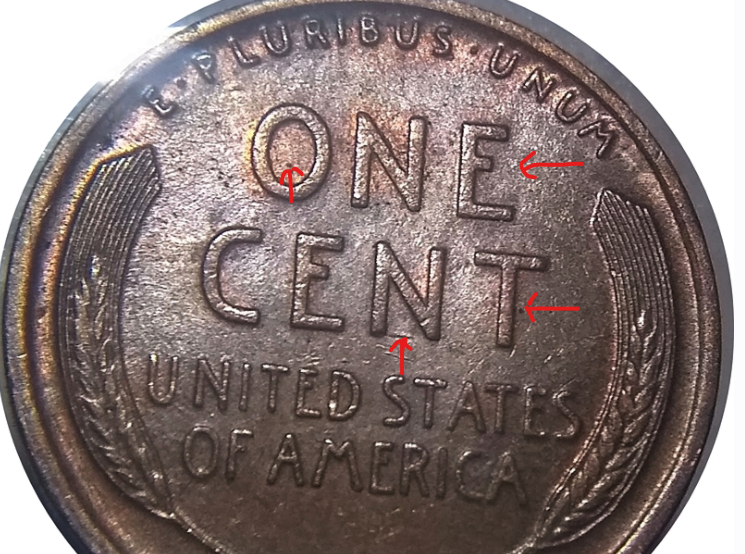 E·PLURIBUS·UNUM
ONE
CENT
UNITED STATES
OF AMERICA